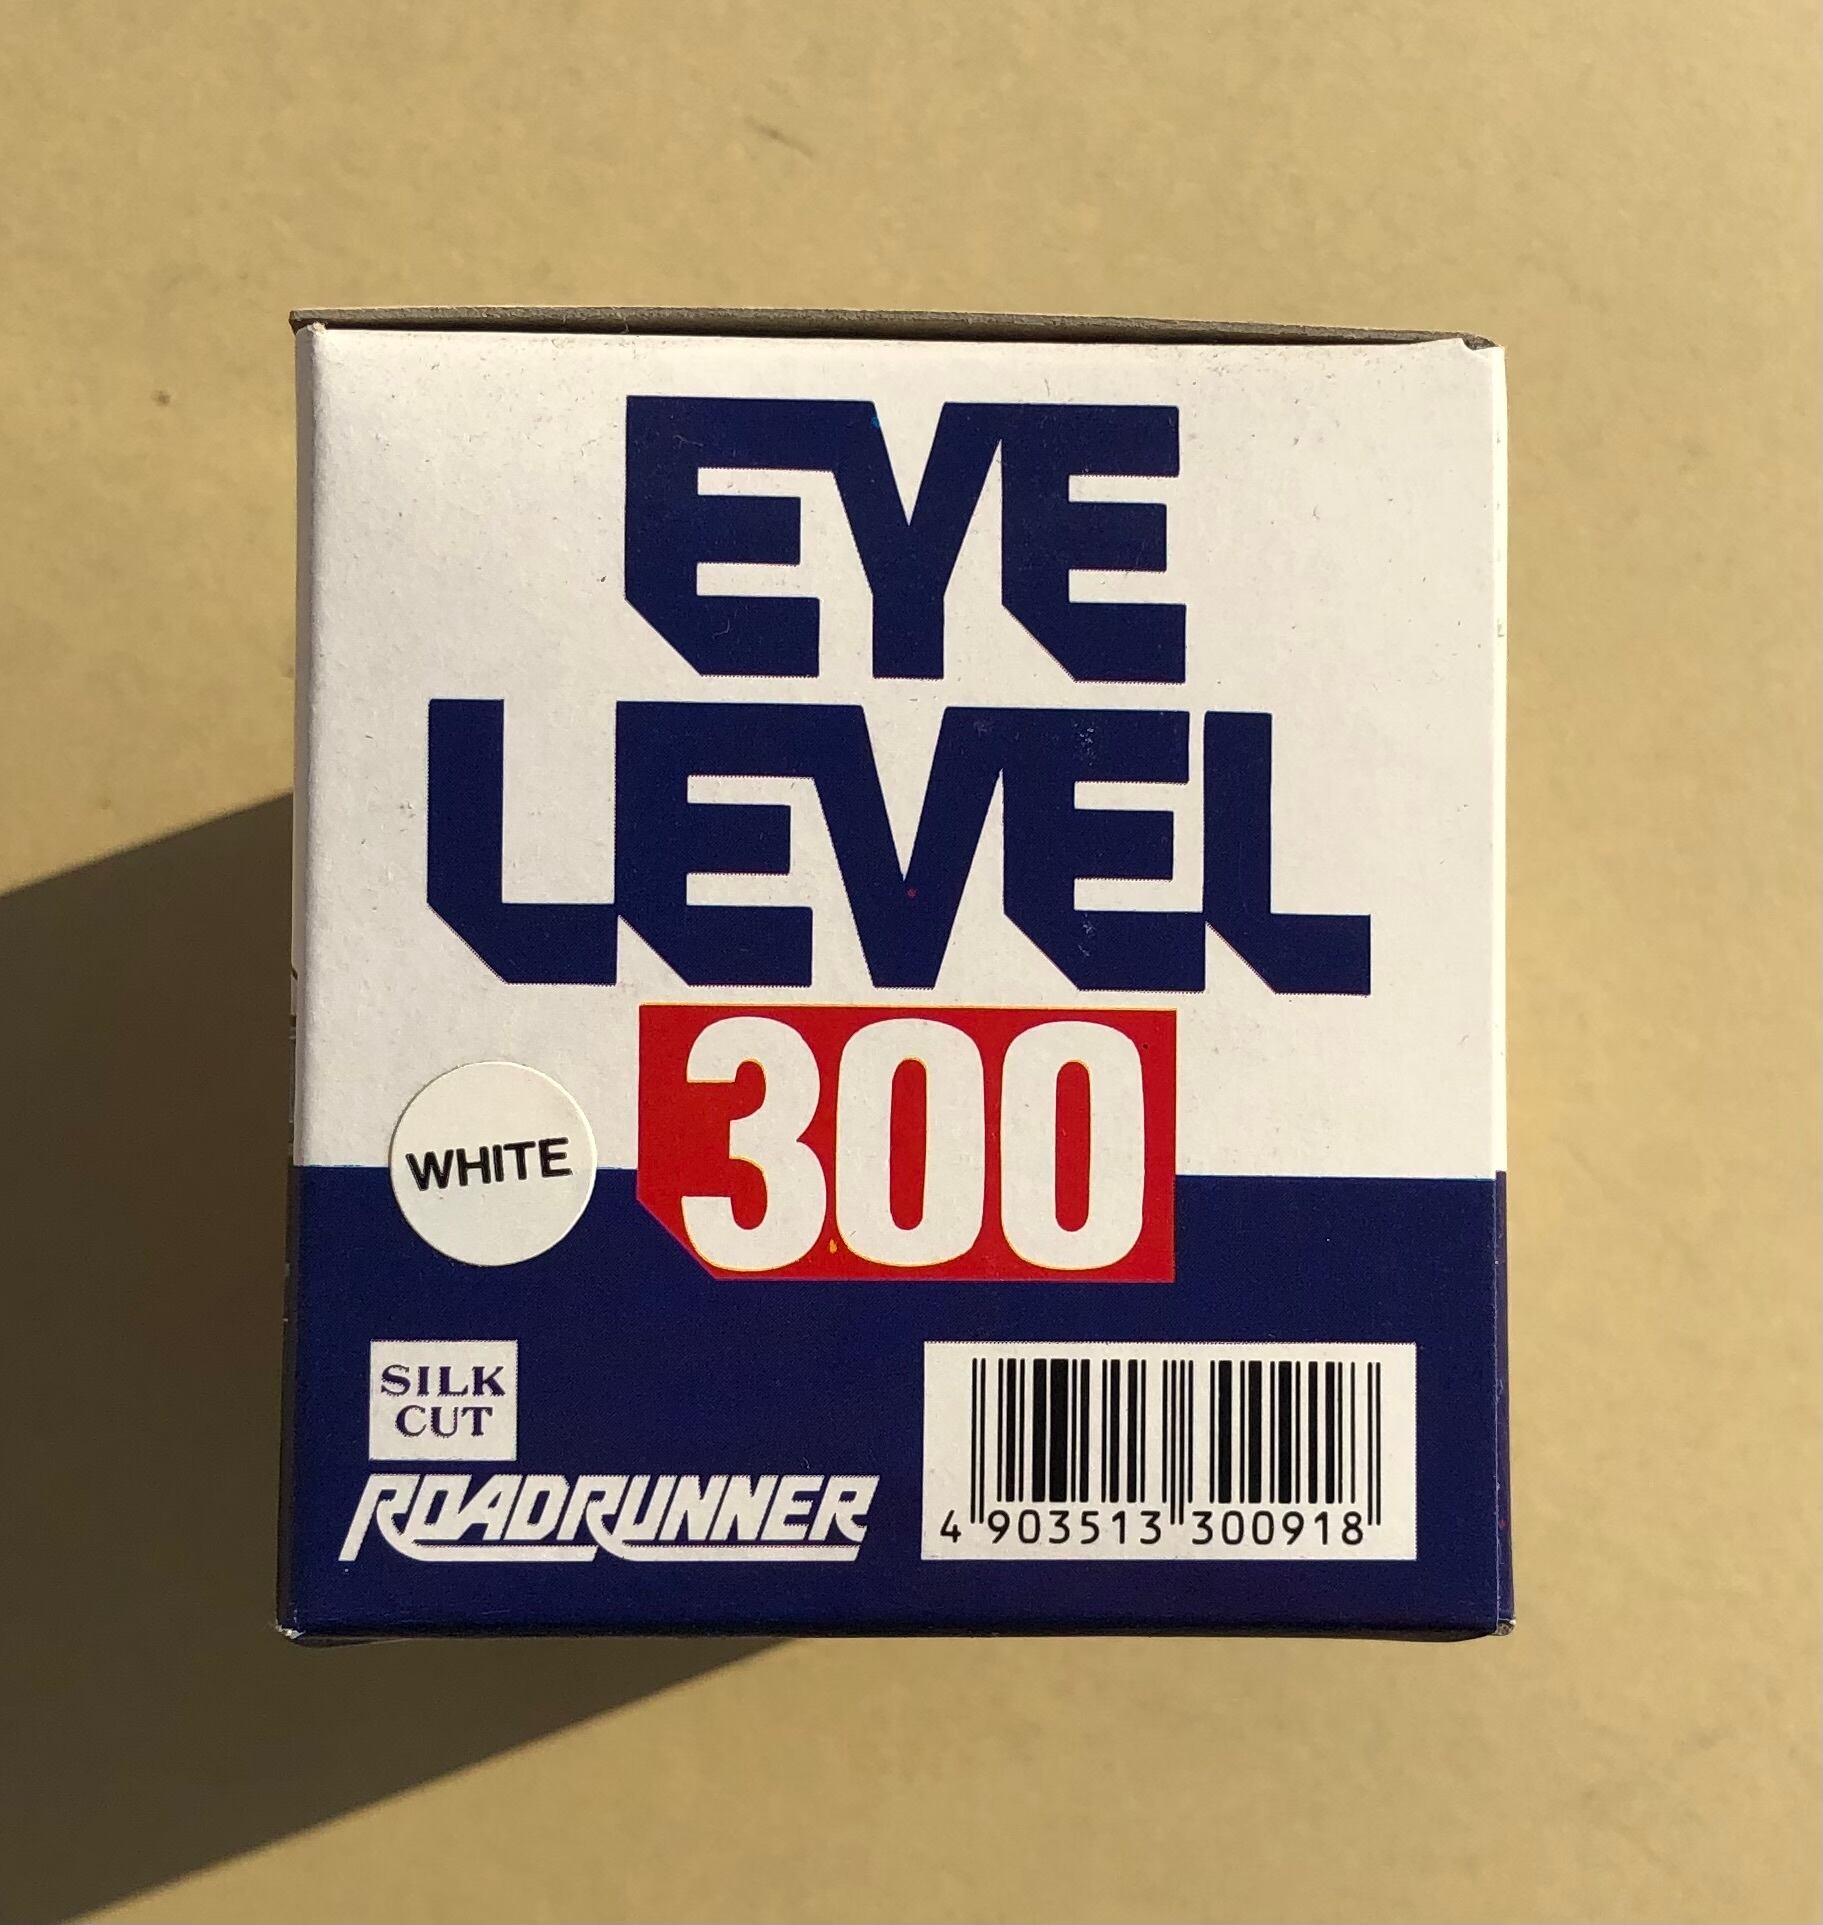 EYE
LEVEL
300
WHITE
SILK
CUT
ROADRUNNER
4 903513 300918